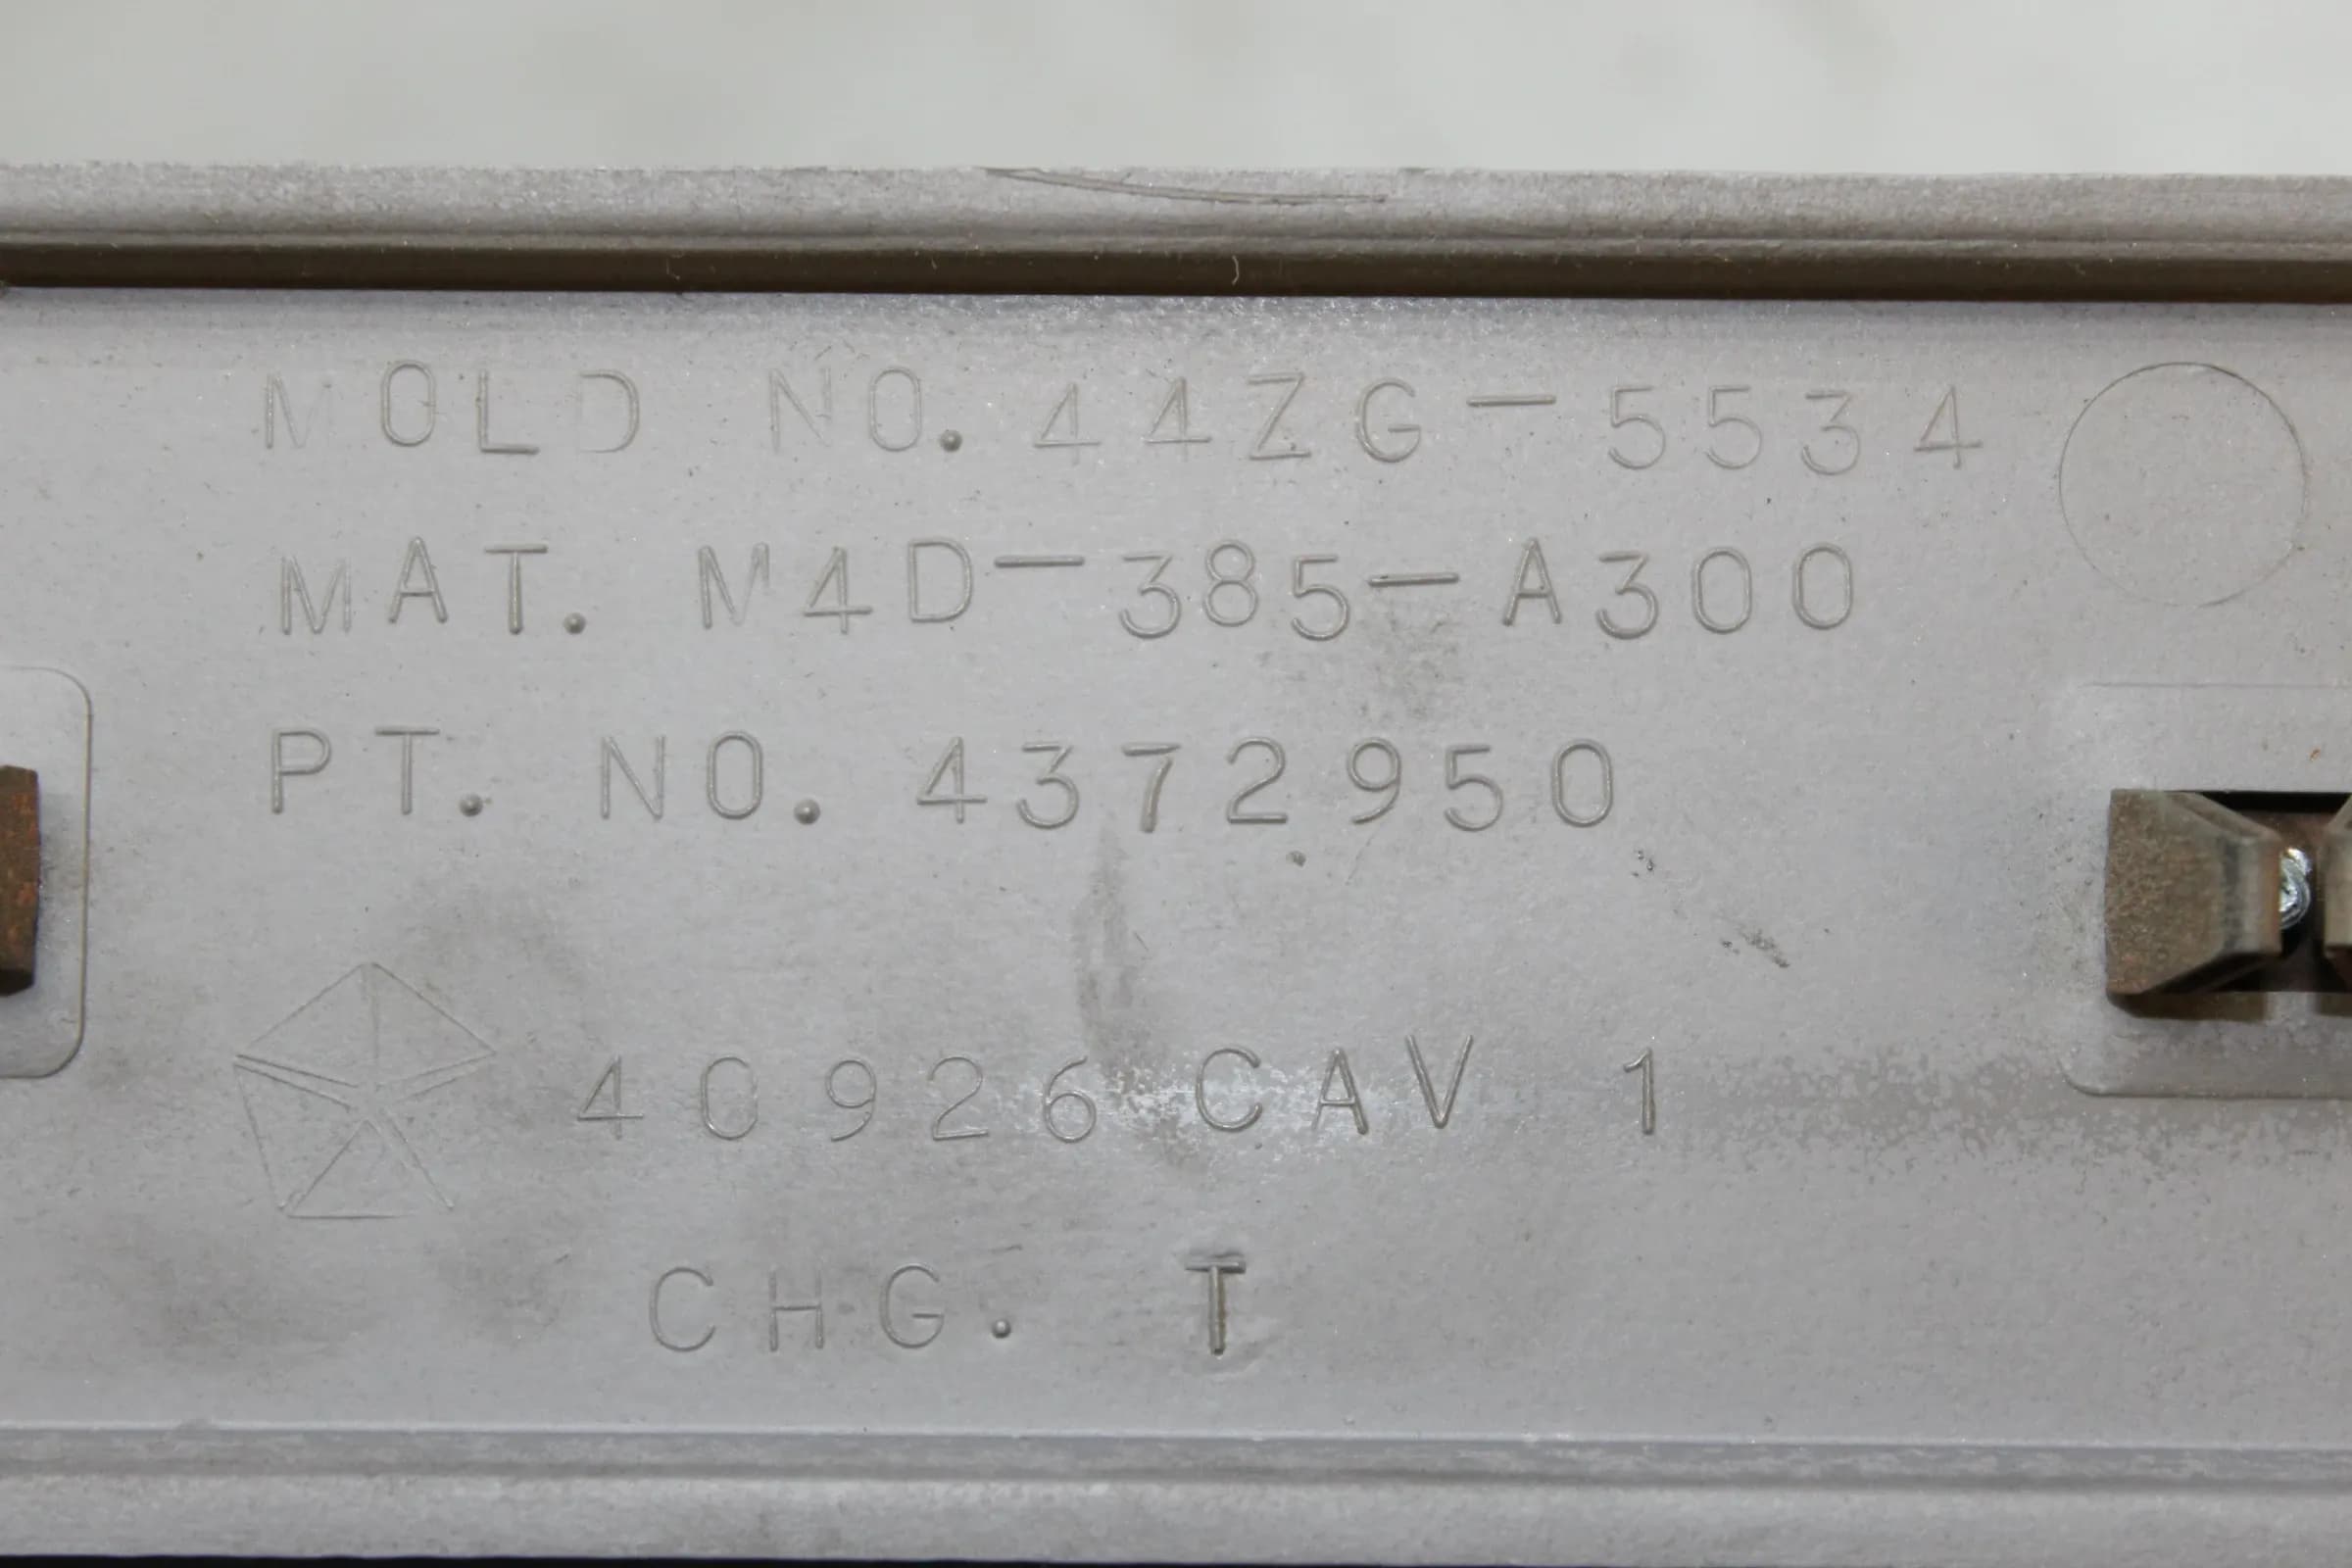 MOLD NO. 44ZG-5534
MAT. M4D-385-A300
PT. NO. 4372950
40926 CAV 1
CHG. T